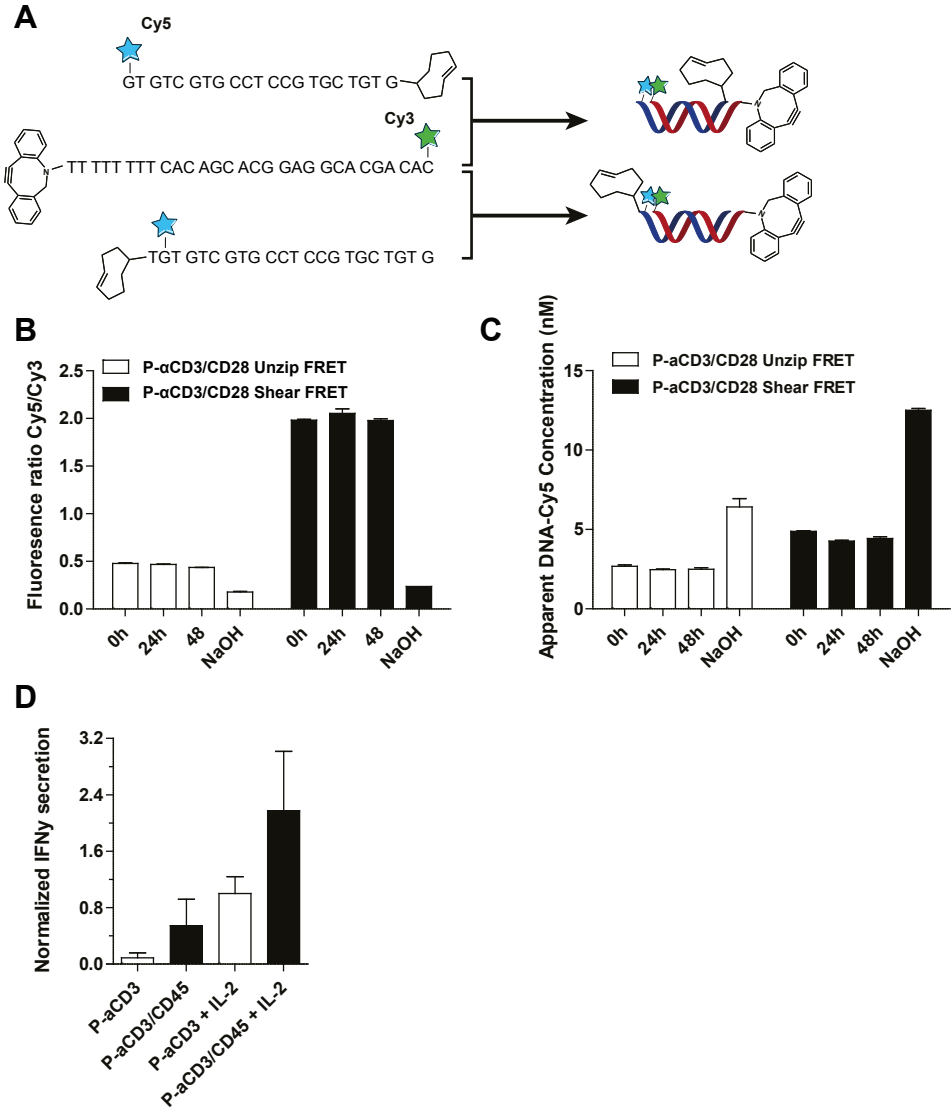 A
Cy5
GT GTC GTG CCT CCG TGC TGT G
Cy3
N
TT TTT TTT CAC AGC ACG GAG GCA CGA CAC
TGT GTC GTG CCT CCG TGC TGT G
N
N
B
P-αCD3/CD28 Unzip FRET
P-αCD3/CD28 Shear FRET
Fluoresence ratio Cy5/Cy3
2.5
2.0
1.5
1.0
0.5
0.0
0h
24h
48
NaOH
0h
24h
48
NaOH
C
P-aCD3/CD28 Unzip FRET
P-aCD3/CD28 Shear FRET
Apparent DNA-Cy5 Concentration (nM)
15
10
5
0
0h
24h
48h
NaOH
0h
24h
48h
NaOH
D
Normalized IFNy secretion
3.2
2.4
1.6
0.8
0.0
P-aCD3
P-aCD3/CD45
P-aCD3 + IL-2
P-aCD3/CD45 + IL-2